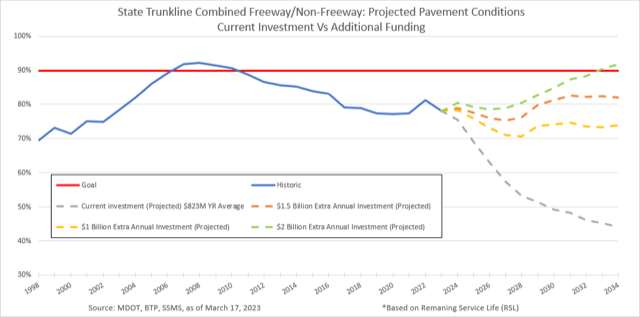 State Trunkline Combined Freeway/Non-Freeway: Projected Pavement Conditions
Current Investment Vs Additional Funding
100%
90%
80%
70%
60%
50%
40%
30%
Goal
Historic
Current investment (Projected) $823M YR Average
$1.5 Billion Extra Annual Investment (Projected)
$1 Billion Extra Annual Investment (Projected)
$2 Billion Extra Annual Investment (Projected)
1998 2000 2002 2004 2006 2008 2010 2012 2014 2016 2018 2020 2022 2024 2026 2028 2030 2032 2034
Source: MDOT, BTP, SSMS, as of March 17, 2023
*Based on Remaning Service Life (RSL)